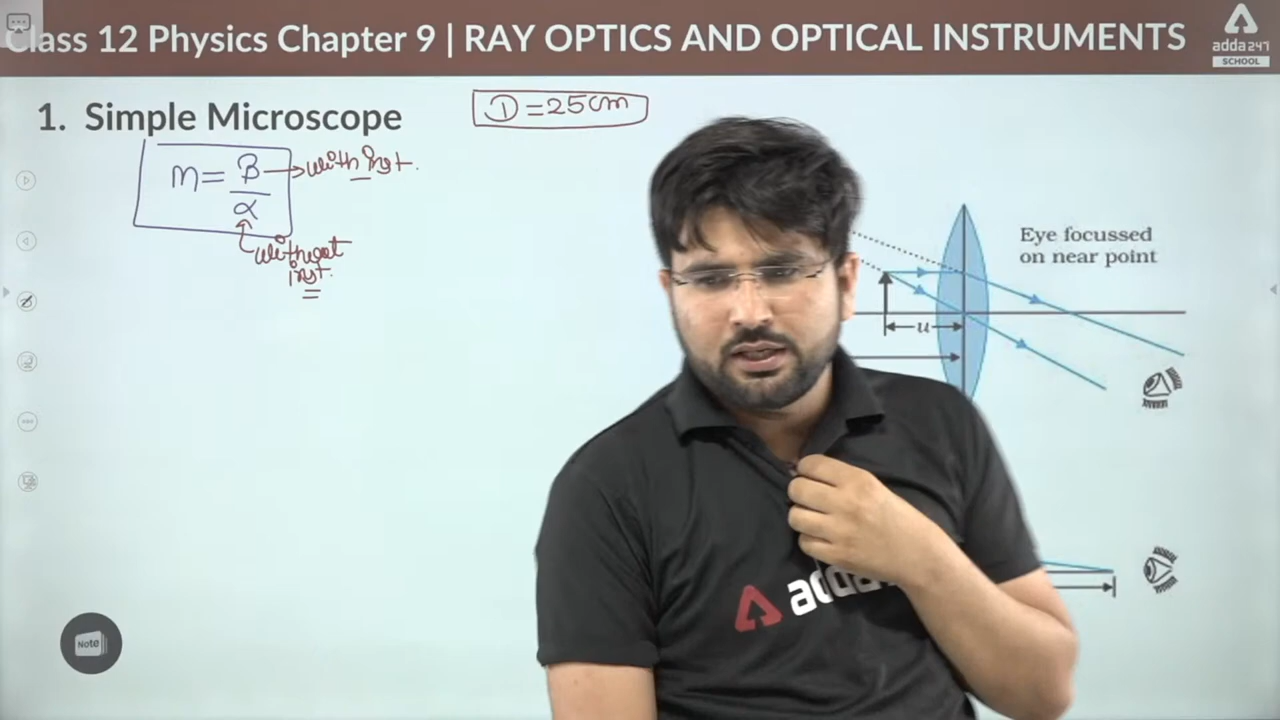 Class 12 Physics Chapter 9 | RAY OPTICS AND OPTICAL INSTRUMENTS
adda247
SCHOOL
1. Simple Microscope
D = 25cm
m = β/α
with inst.
without
inst.
Eye focussed
on near point
u
Note
adda